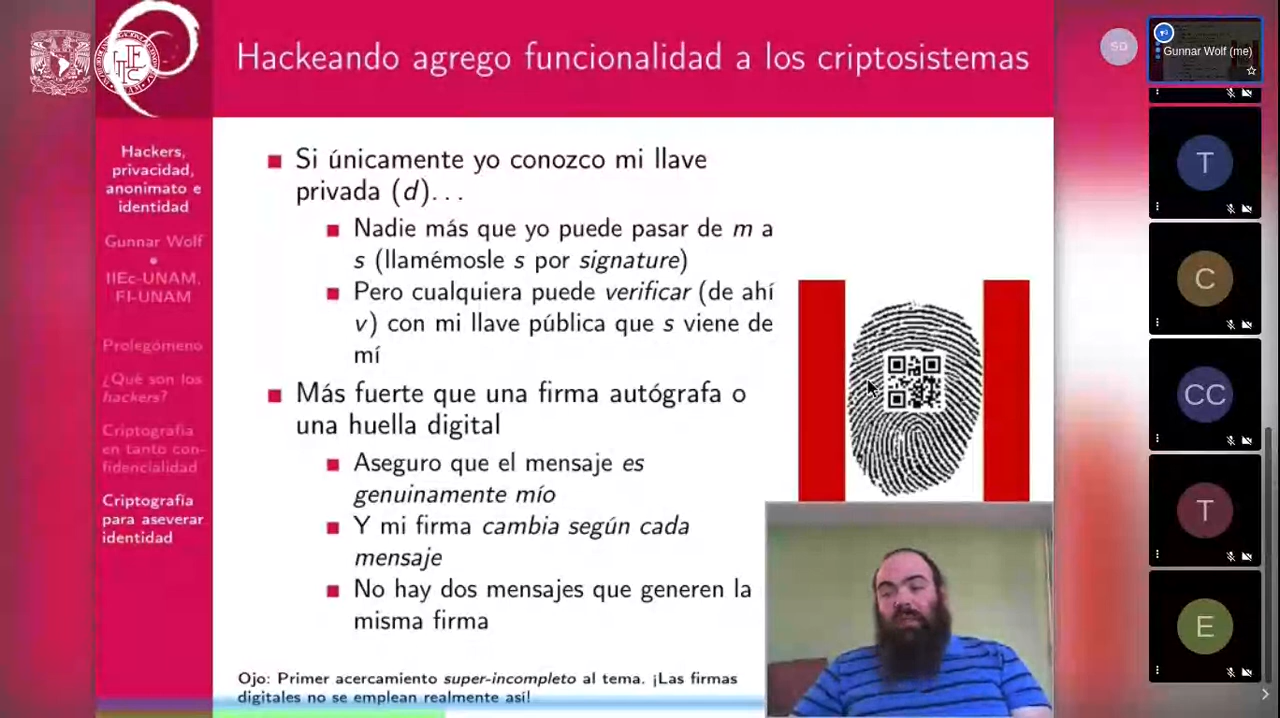 Hackeando agrego funcionalidad a los criptosistemas
Hackers,
privacidad,
anonimato e
identidad
Gunnar Wolf
•
IIEc-UNAM,
FI-UNAM
Prolegómeno
¿Qué son los
hackers?
Criptografía
en tanto con-
fidencialidad
Criptografía
para aseverar
identidad
Si únicamente yo conozco mi llave
privada (d)...
Nadie más que yo puede pasar de m a
s (llamémosle s por signature)
Pero cualquiera puede verificar (de ahí
v) con mi llave pública que s viene de
mí
Más fuerte que una firma autógrafa o
una huella digital
Aseguro que el mensaje es
genuinamente mío
Y mi firma cambia según cada
mensaje
No hay dos mensajes que generen la
misma firma
Ojo: Primer acercamiento super-incompleto al tema. ¡Las firmas
digitales no se emplean realmente así!
SD
Gunnar Wolf (me)
T
C
CC
T
E